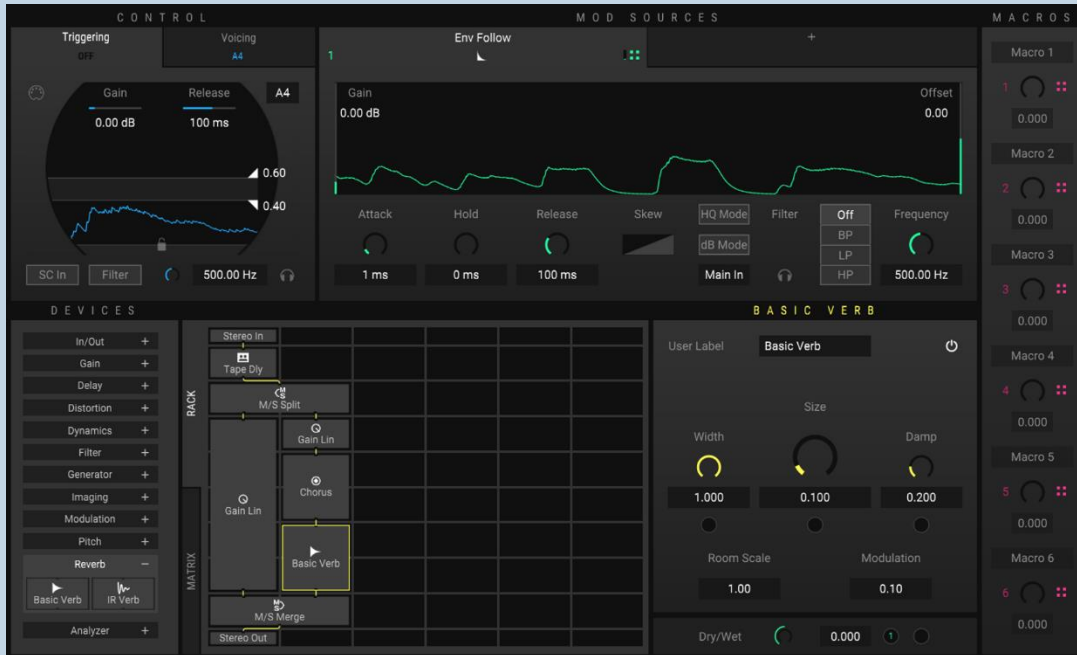 CONTROL
MOD SOURCES
MACROS
Triggering
OFF
Voicing
A4
Gain
Release
A4
0.00 dB
100 ms
0.60
0.40
SC In
Filter
500.00 Hz
1
Env Follow
+
Gain
0.00 dB
Offset
0.00
Attack
Hold
Release
Skew
HQ Mode
Filter
Off
Frequency
dB Mode
BP
LP
1 ms
0 ms
100 ms
Main In
HP
500.00 Hz
Macro 1
1
0.000
Macro 2
2
0.000
Macro 3
3
0.000
Macro 4
4
0.000
Macro 5
5
0.000
Macro 6
6
0.000
DEVICES
In/Out +
Gain +
Delay +
Distortion +
Dynamics +
Filter +
Generator +
Imaging +
Modulation +
Pitch +
Reverb –
Basic Verb
IR Verb
Analyzer +
RACK
MATRIX
Stereo In
Tape Dly
M/S
M/S Split
Gain Lin
Gain Lin
Chorus
Basic Verb
M/S
M/S Merge
Stereo Out
BASIC VERB
User Label
Basic Verb
Size
Width
Damp
1.000
0.100
0.200
Room Scale
Modulation
1.00
0.10
Dry/Wet
0.000
1